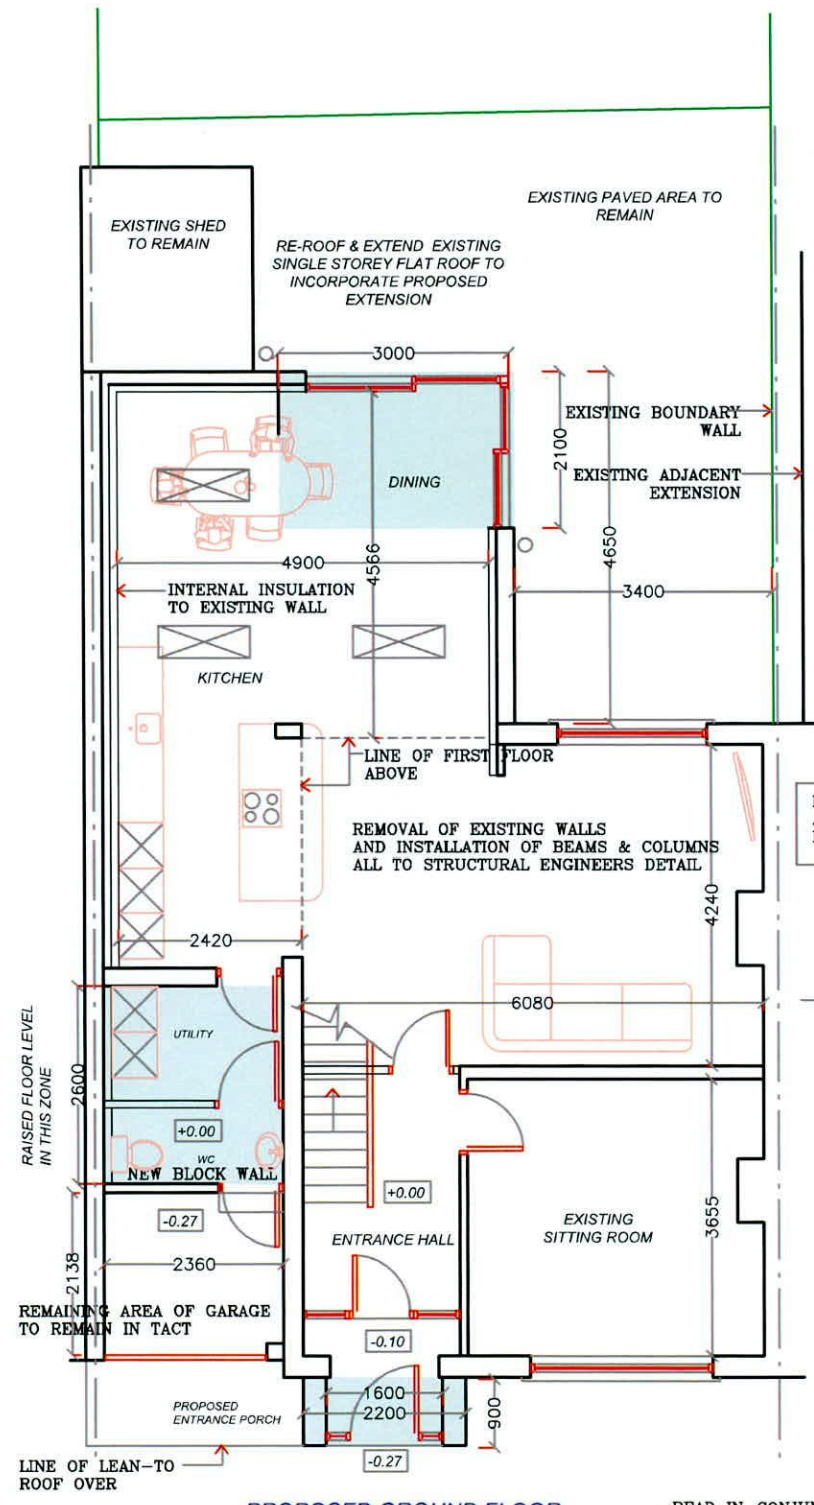 EXISTING SHED
TO REMAIN
EXISTING PAVED AREA TO
REMAIN
RE-ROOF & EXTEND EXISTING
SINGLE STOREY FLAT ROOF TO
INCORPORATE PROPOSED
EXTENSION
3000
EXISTING BOUNDARY
WALL
2100
EXISTING ADJACENT
EXTENSION
DINING
4650
4900
4566
INTERNAL INSULATION
TO EXISTING WALL
3400
KITCHEN
LINE OF FIRST FLOOR
ABOVE
REMOVAL OF EXISTING WALLS
AND INSTALLATION OF BEAMS & COLUMNS
ALL TO STRUCTURAL ENGINEERS DETAIL
4240
2420
6080
RAISED FLOOR LEVEL
IN THIS ZONE
2600
UTILITY
+0.00
WC
NEW BLOCK WALL
+0.00
-0.27
ENTRANCE HALL
EXISTING
SITTING ROOM
3655
2138
2360
REMAINING AREA OF GARAGE
TO REMAIN IN TACT
-0.10
1600
2200
900
PROPOSED
ENTRANCE PORCH
-0.27
LINE OF LEAN-TO
ROOF OVER
PROPOSED GROUND FLOOR
READ IN